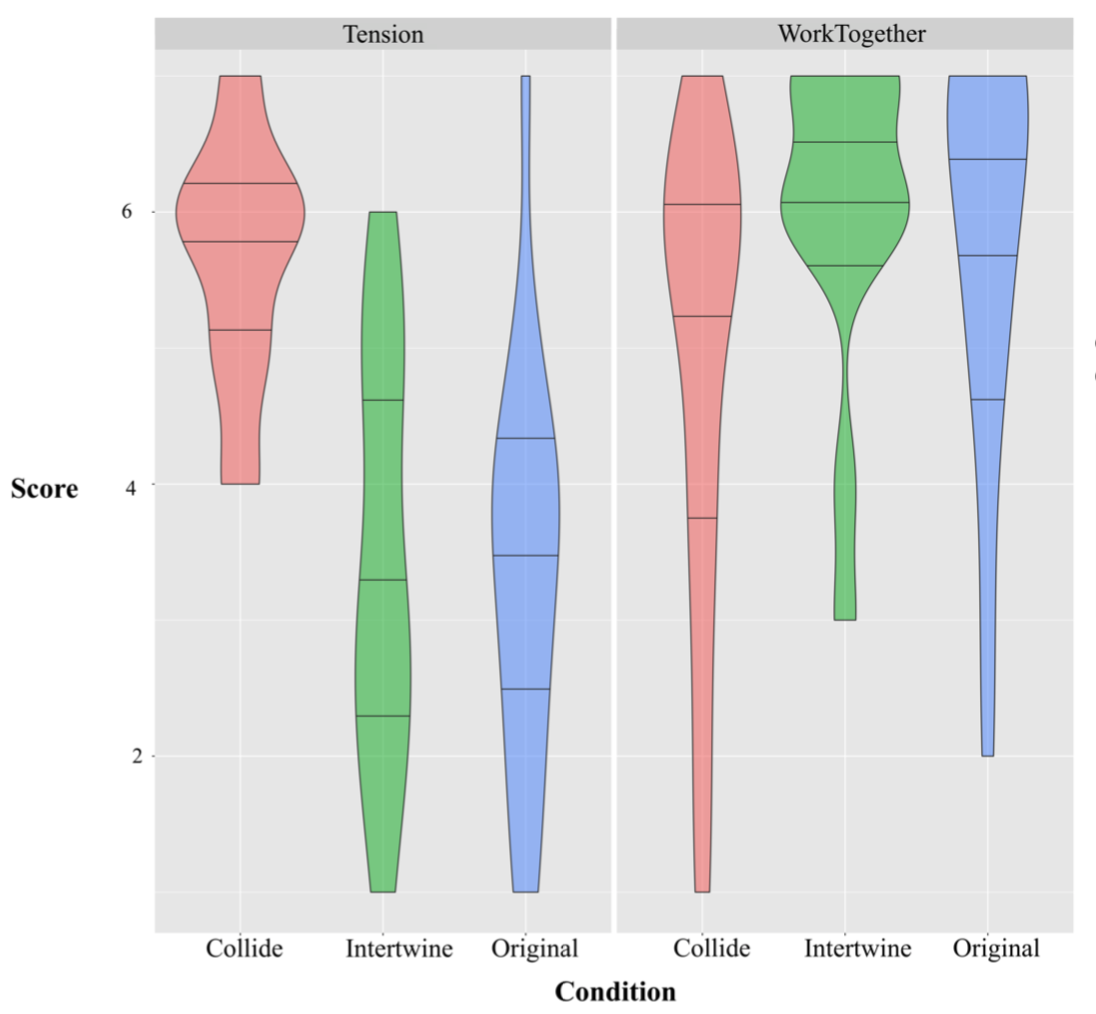 Tension
WorkTogether
6
Score
4
2
Collide
Intertwine
Original
Collide
Intertwine
Original
Condition